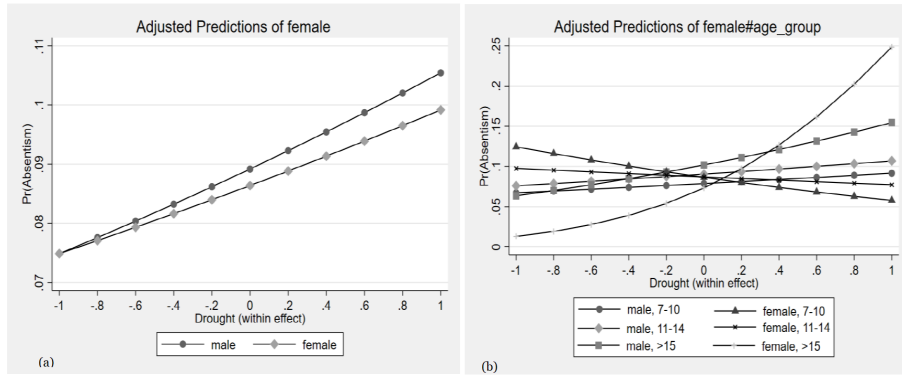 Adjusted Predictions of female
.11
.1
.09
.08
.07
Pr(Absentism)
-1 -.8 -.6 -.4 -.2 0 .2 .4 .6 .8 1
Drought (within effect)
male female
(a)
Adjusted Predictions of female#age_group
.25
.2
.15
.1
.05
0
Pr(Absentism)
-1 -.8 -.6 -.4 -.2 0 .2 .4 .6 .8 1
Drought (within effect)
male, 7-10 female, 7-10
male, 11-14 female, 11-14
male, >15 female, >15
(b)